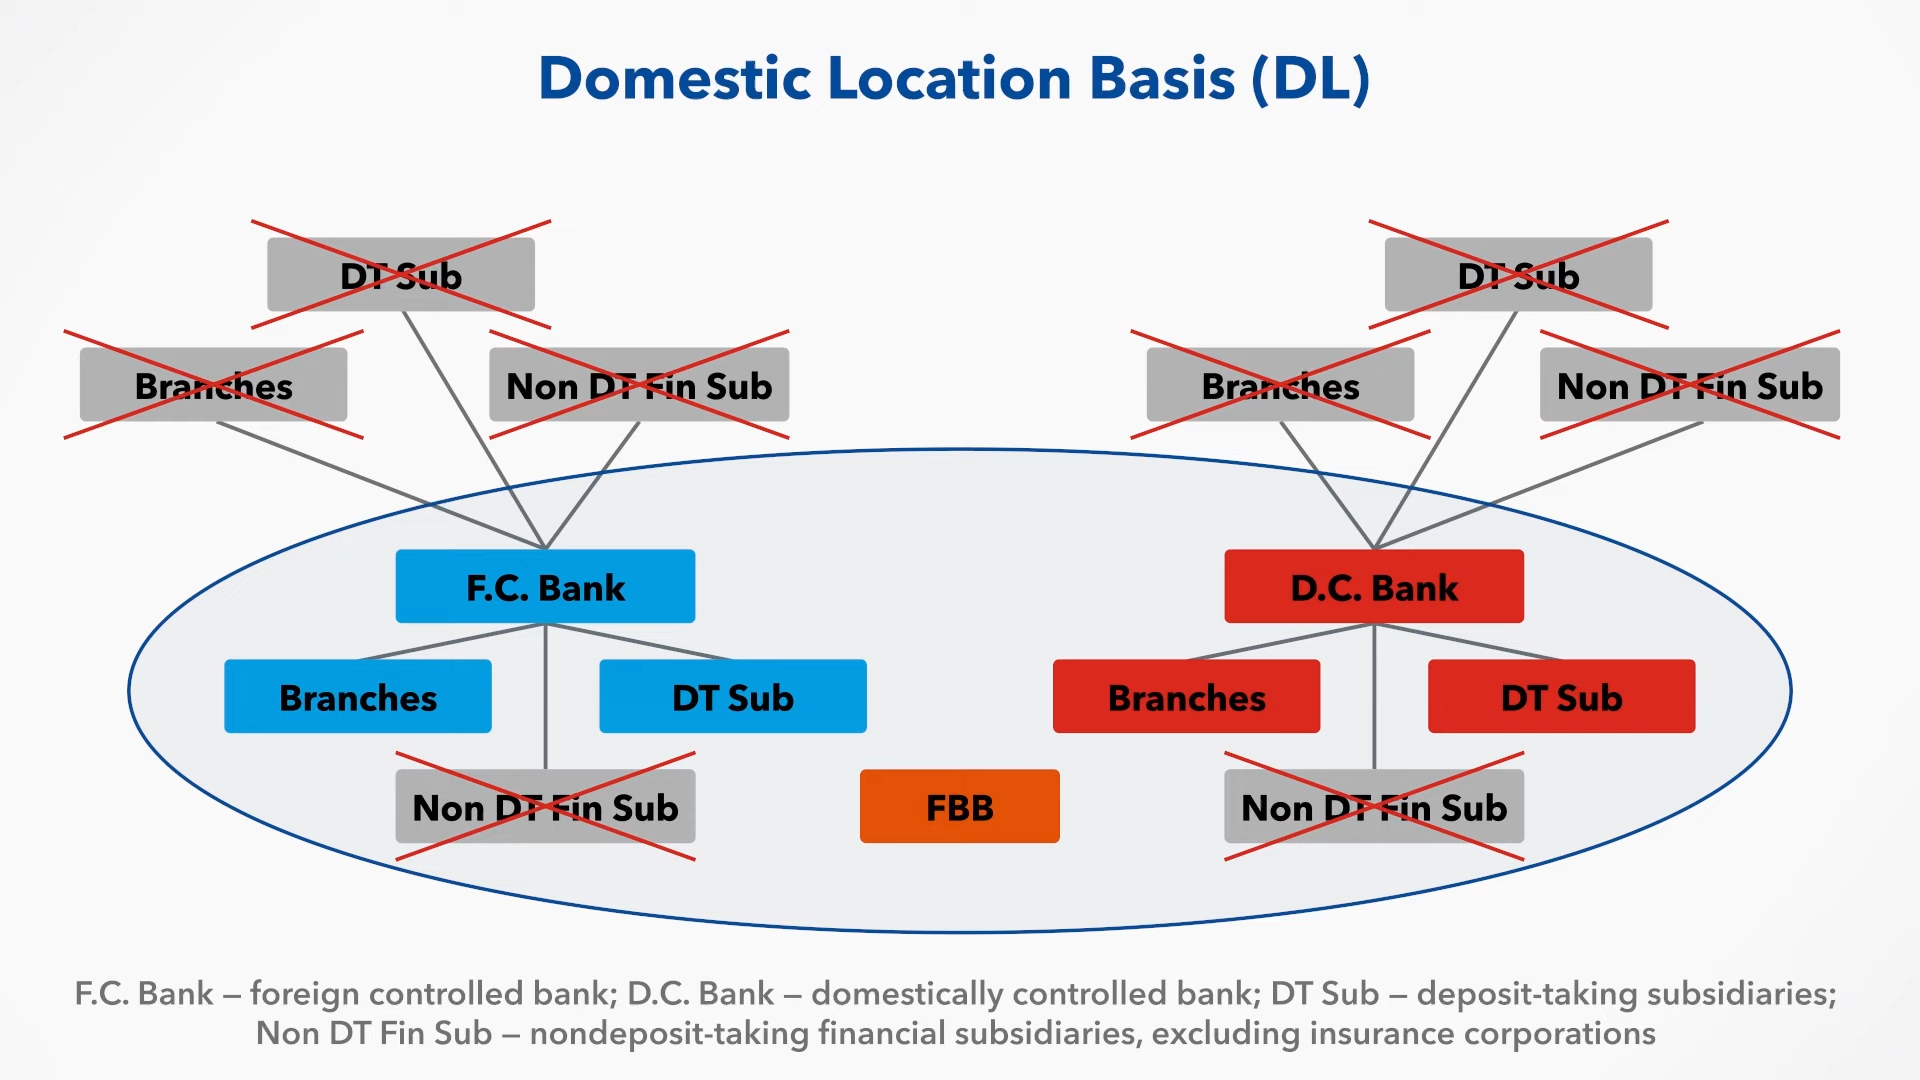 Domestic Location Basis (DL)
DT Sub
DT Sub
Branches
Non DT Fin Sub
Branches
Non DT Fin Sub
F.C. Bank
D.C. Bank
Branches
DT Sub
Branches
DT Sub
Non DT Fin Sub
FBB
Non DT Fin Sub
F.C. Bank – foreign controlled bank; D.C. Bank – domestically controlled bank; DT Sub – deposit-taking subsidiaries;
Non DT Fin Sub – nondeposit-taking financial subsidiaries, excluding insurance corporations